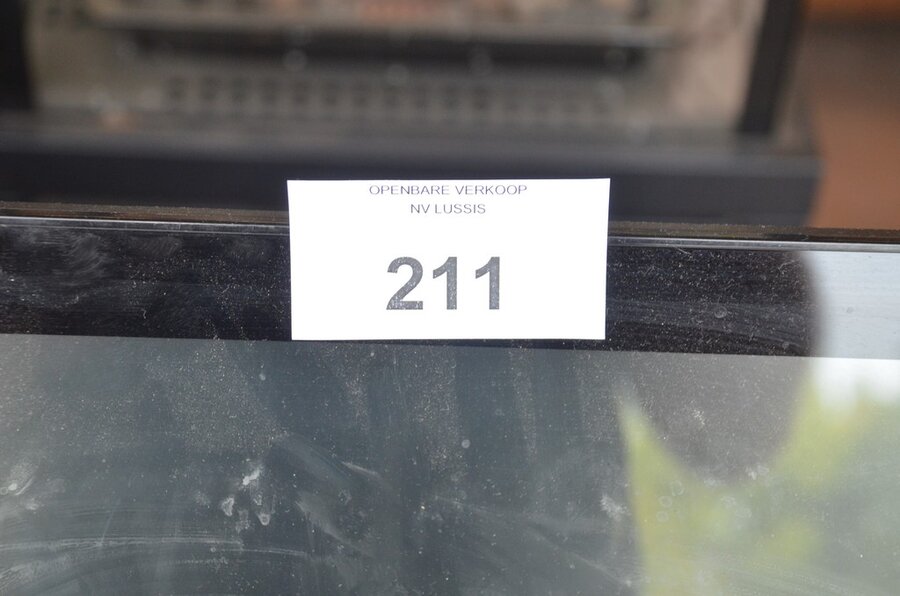 OPENBARE VERKOOP
NV LUSSIS
211